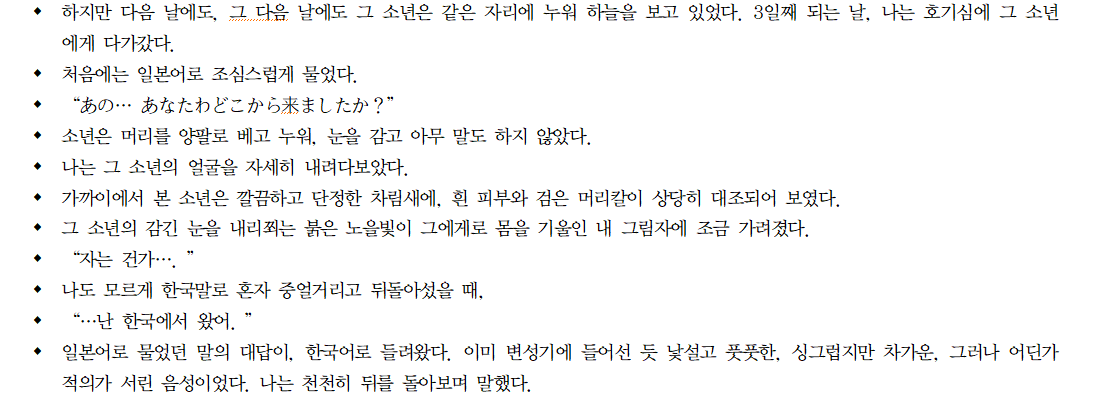 ◆ 하지만 다음 날에도, 그 다음 날에도 그 소년은 같은 자리에 누워 하늘을 보고 있었다. 3일째 되는 날, 나는 호기심에 그 소년
에게 다가갔다.
◆ 처음에는 일본어로 조심스럽게 물었다.
◆ “あの… あなたわどこから来ましたか？”
◆ 소년은 머리를 양팔로 베고 누워, 눈을 감고 아무 말도 하지 않았다.
◆ 나는 그 소년의 얼굴을 자세히 내려다보았다.
◆ 가까이에서 본 소년은 깔끔하고 단정한 차림새에, 흰 피부와 검은 머리칼이 상당히 대조되어 보였다.
◆ 그 소년의 감긴 눈을 내리쬐는 붉은 노을빛이 그에게로 몸을 기울인 내 그림자에 조금 가려졌다.
◆ “자는 건가…. ”
◆ 나도 모르게 한국말로 혼자 중얼거리고 뒤돌아섰을 때,
◆ “…난 한국에서 왔어. ”
◆ 일본어로 물었던 말의 대답이, 한국어로 들려왔다. 이미 변성기에 들어선 듯 낯설고 풋풋한, 싱그럽지만 차가운, 그러나 어딘가
적의가 서린 음성이었다. 나는 천천히 뒤를 돌아보며 말했다.